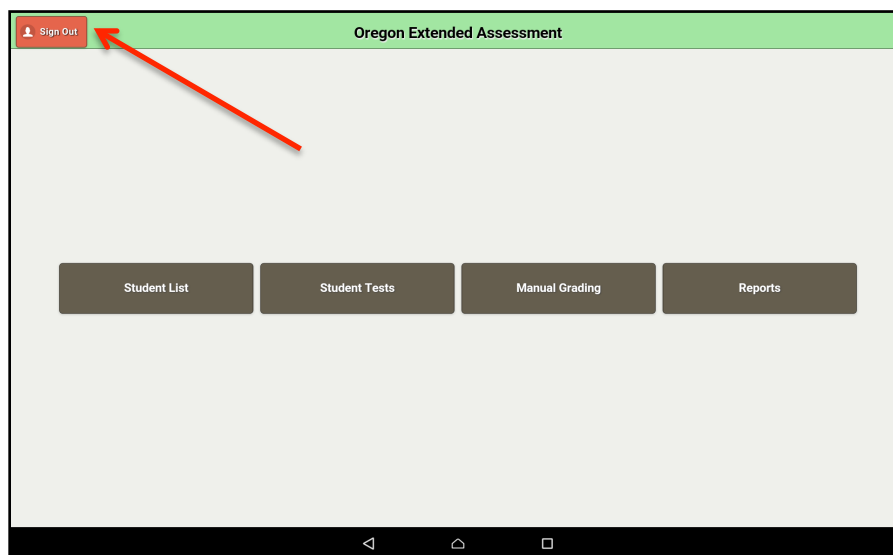 Sign Out
Oregon Extended Assessment
Student List
Student Tests
Manual Grading
Reports